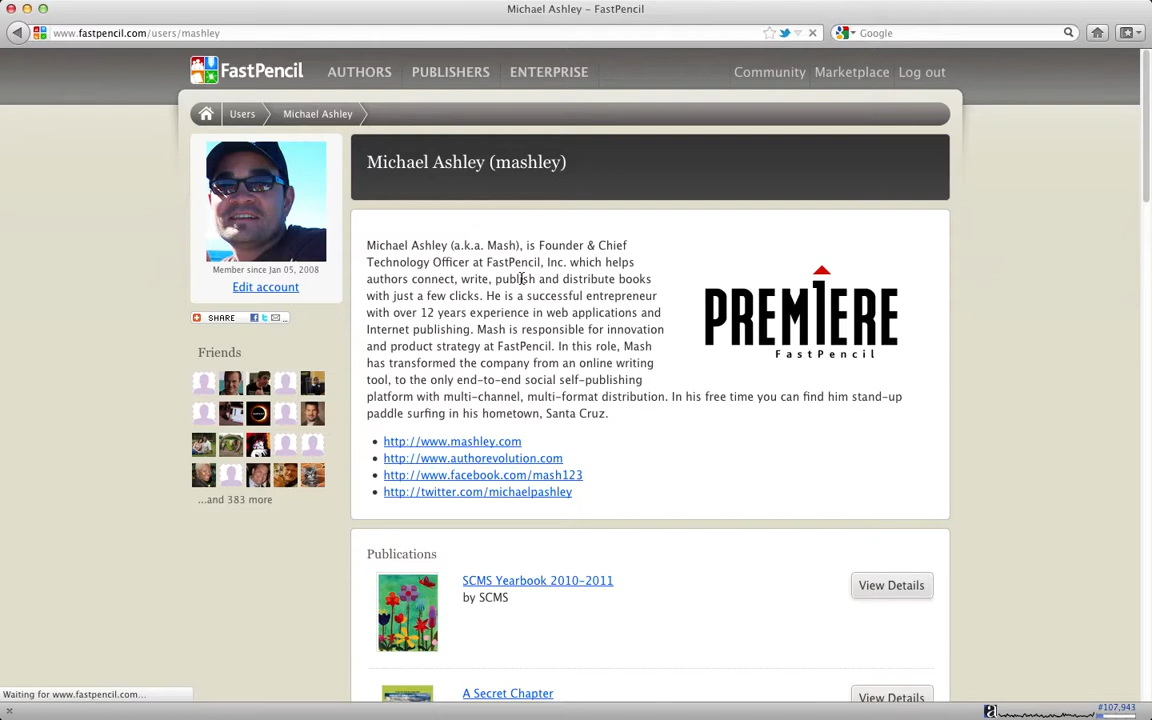 Michael Ashley – FastPencil
www.fastpencil.com/users/mashley
Google
FastPencil AUTHORS PUBLISHERS ENTERPRISE Community Marketplace Log out
Users Michael Ashley
Michael Ashley (mashley)
Member since Jan 05, 2008
Edit account
SHARE
Friends
...and 383 more
Michael Ashley (a.k.a. Mash), is Founder & Chief
Technology Officer at FastPencil, Inc. which helps
authors connect, write, publish and distribute books
with just a few clicks. He is a successful entrepreneur
with over 12 years experience in web applications and
Internet publishing. Mash is responsible for innovation
and product strategy at FastPencil. In this role, Mash
has transformed the company from an online writing
tool, to the only end-to-end social self-publishing
platform with multi-channel, multi-format distribution. In his free time you can find him stand-up
paddle surfing in his hometown, Santa Cruz.
PREMIERE
FastPencil
http://www.mashley.com
http://www.authorevolution.com
http://www.facebook.com/mash123
http://twitter.com/michaelpashley
Publications
SCMS Yearbook 2010-2011
by SCMS
View Details
A Secret Chapter
View Details
Waiting for www.fastpencil.com...
#107,943